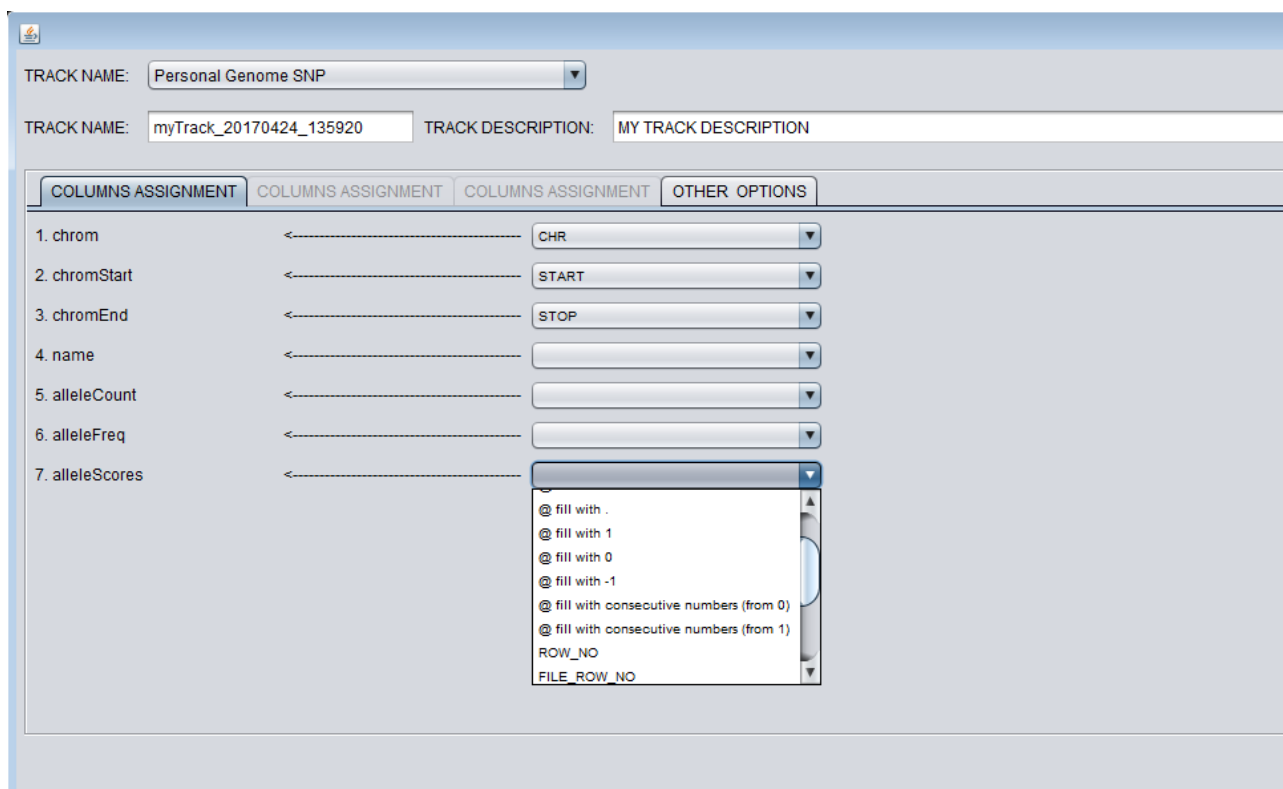 TRACK NAME: Personal Genome SNP
TRACK NAME: myTrack_20170424_135920 TRACK DESCRIPTION: MY TRACK DESCRIPTION
COLUMNS ASSIGNMENT COLUMNS ASSIGNMENT COLUMNS ASSIGNMENT OTHER OPTIONS
1. chrom <-------------------------------------------- CHR
2. chromStart <-------------------------------------------- START
3. chromEnd <-------------------------------------------- STOP
4. name <--------------------------------------------
5. alleleCount <--------------------------------------------
6. alleleFreq <--------------------------------------------
7. alleleScores <--------------------------------------------
@ fill with .
@ fill with 1
@ fill with 0
@ fill with -1
@ fill with consecutive numbers (from 0)
@ fill with consecutive numbers (from 1)
ROW_NO
FILE_ROW_NO